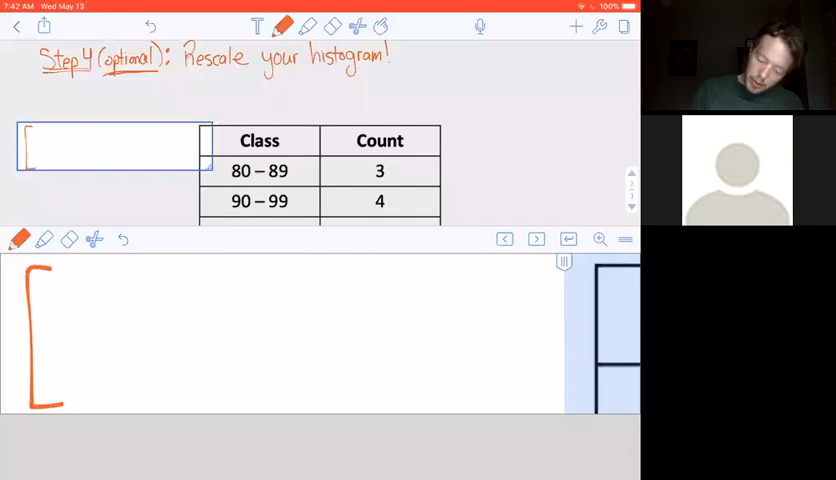 7:42 AM Wed May 13
100%
T
Step 4 (optional): Rescale your histogram!
Class Count
80 – 89 3
90 – 99 4